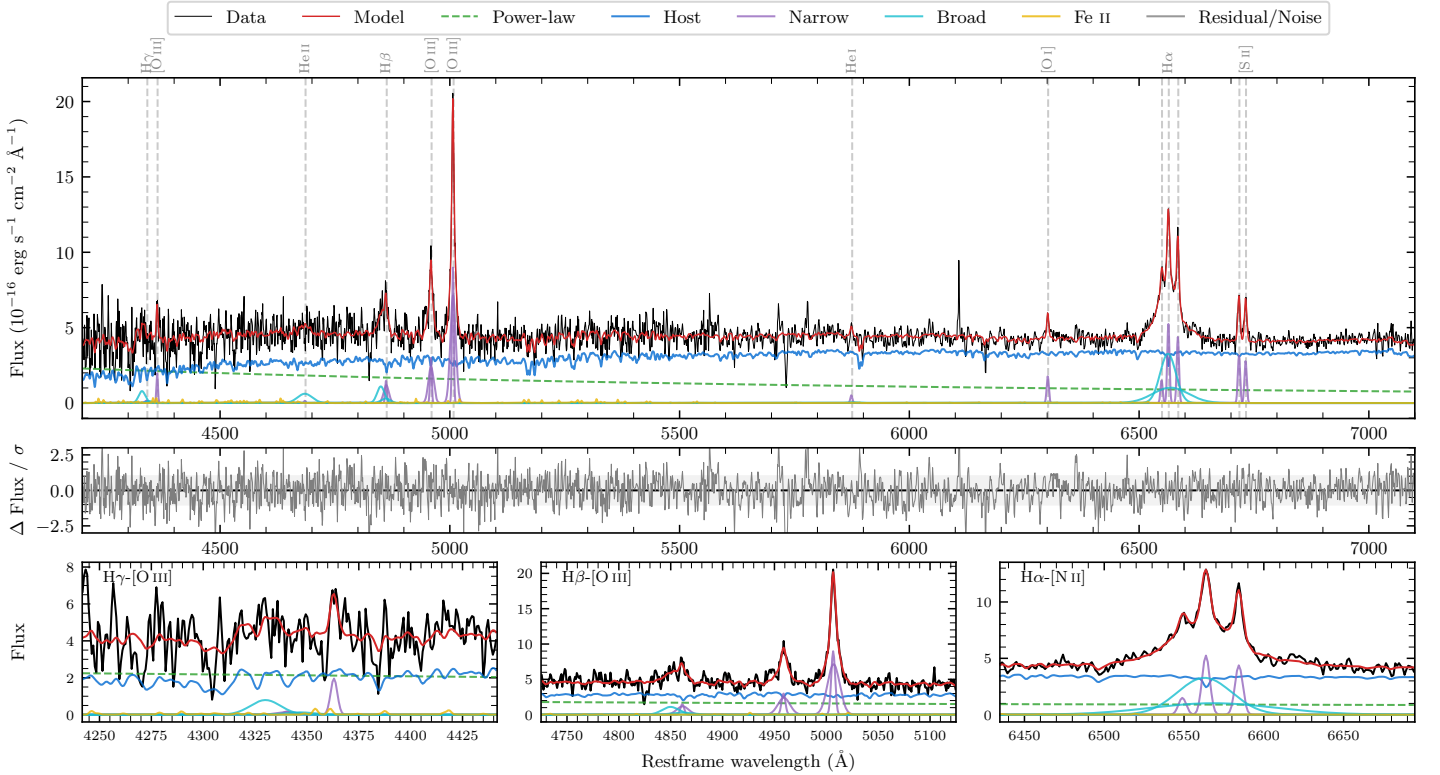 Data Model Power-law Host Narrow Broad Fe II Residual/Noise
Hγ [O III] He II Hβ [O III] [O III] He I [O I] Hα [S II]
Flux (10⁻¹⁶ erg s⁻¹ cm⁻² Å⁻¹)
20
15
10
5
0
4500 5000 5500 6000 6500 7000
Δ Flux / σ
2.5
0.0
−2.5
4500 5000 5500 6000 6500 7000
Flux
Hγ-[O III]
8
6
4
2
0
4250 4275 4300 4325 4350 4375 4400 4425
Hβ-[O III]
20
15
10
5
0
4750 4800 4850 4900 4950 5000 5050 5100
Hα-[N II]
10
5
0
6450 6500 6550 6600 6650
Restframe wavelength (Å)